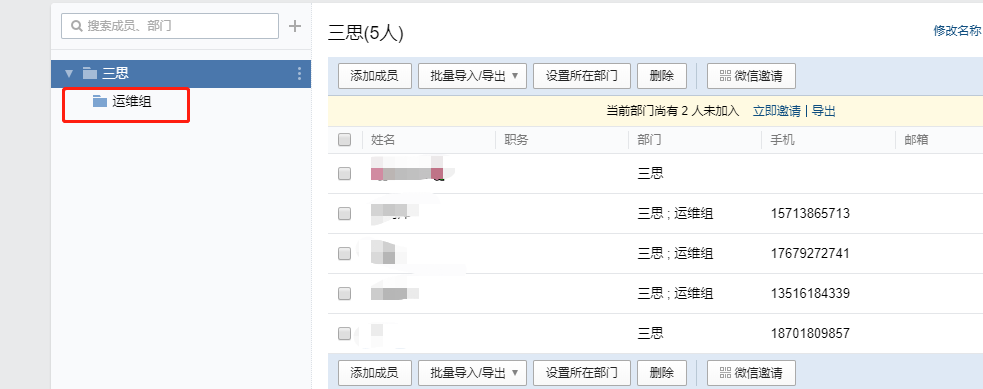 搜索成员、部门
三思
运维组
三思(5人)
修改名称
添加成员 批量导入/导出 设置所在部门 删除 微信邀请
当前部门尚有 2 人未加入 立即邀请 | 导出
姓名 职务 部门 手机 邮箱
三思
三思 ; 运维组 15713865713
三思 ; 运维组 17679272741
三思 ; 运维组 13516184339
三思 18701809857
添加成员 批量导入/导出 设置所在部门 删除 微信邀请